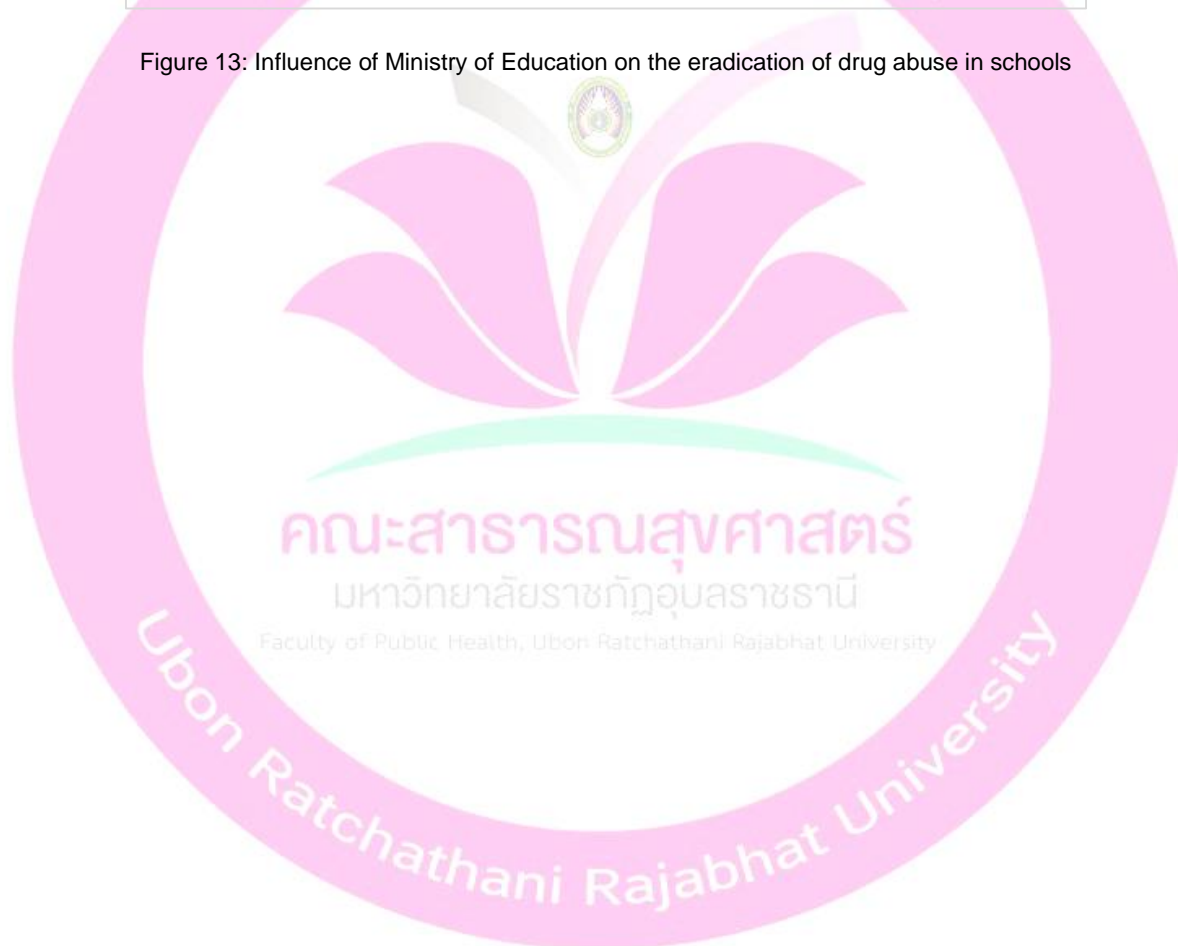 Figure 13: Influence of Ministry of Education on the eradication of drug abuse in schools
คณะสาธารณสุขศาสตร์
มหาวิทยาลัยราชภัฏอุบลราชธานี
Faculty of Public Health, Ubon Ratchathani Rajabhat University
Ubon Ratchathani Rajabhat University